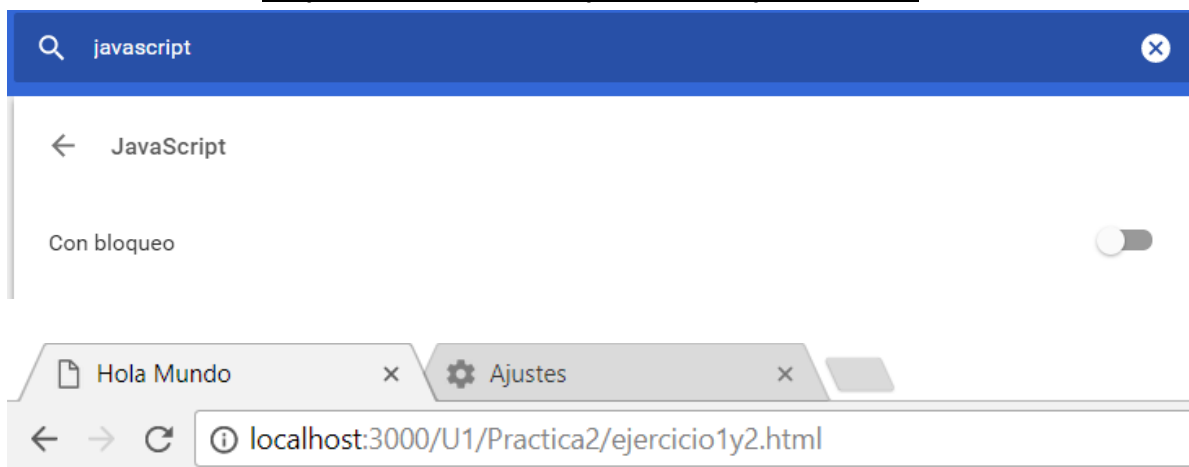 javascript
JavaScript
Con bloqueo
Hola Mundo
Ajustes
localhost:3000/U1/Practica2/ejercicio1y2.html